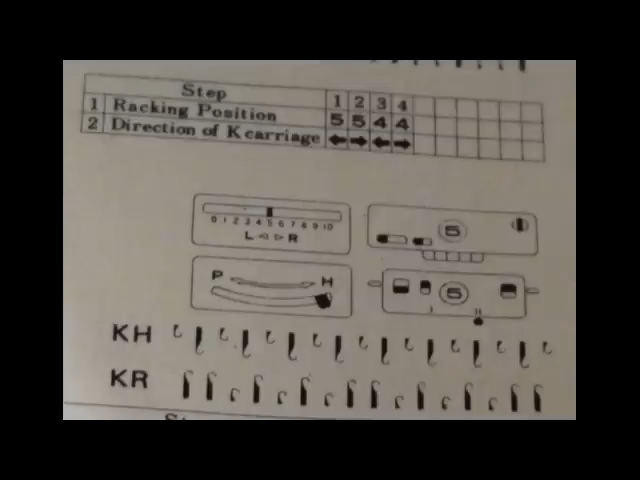 Step 1 2 3 4
1 Racking Position 5 5 4 4
2 Direction of K carriage ← → ← →
0 1 2 3 4 5 6 7 8 9 10
L ◁ ▷ R
5
P H
5
I H
KH
KR